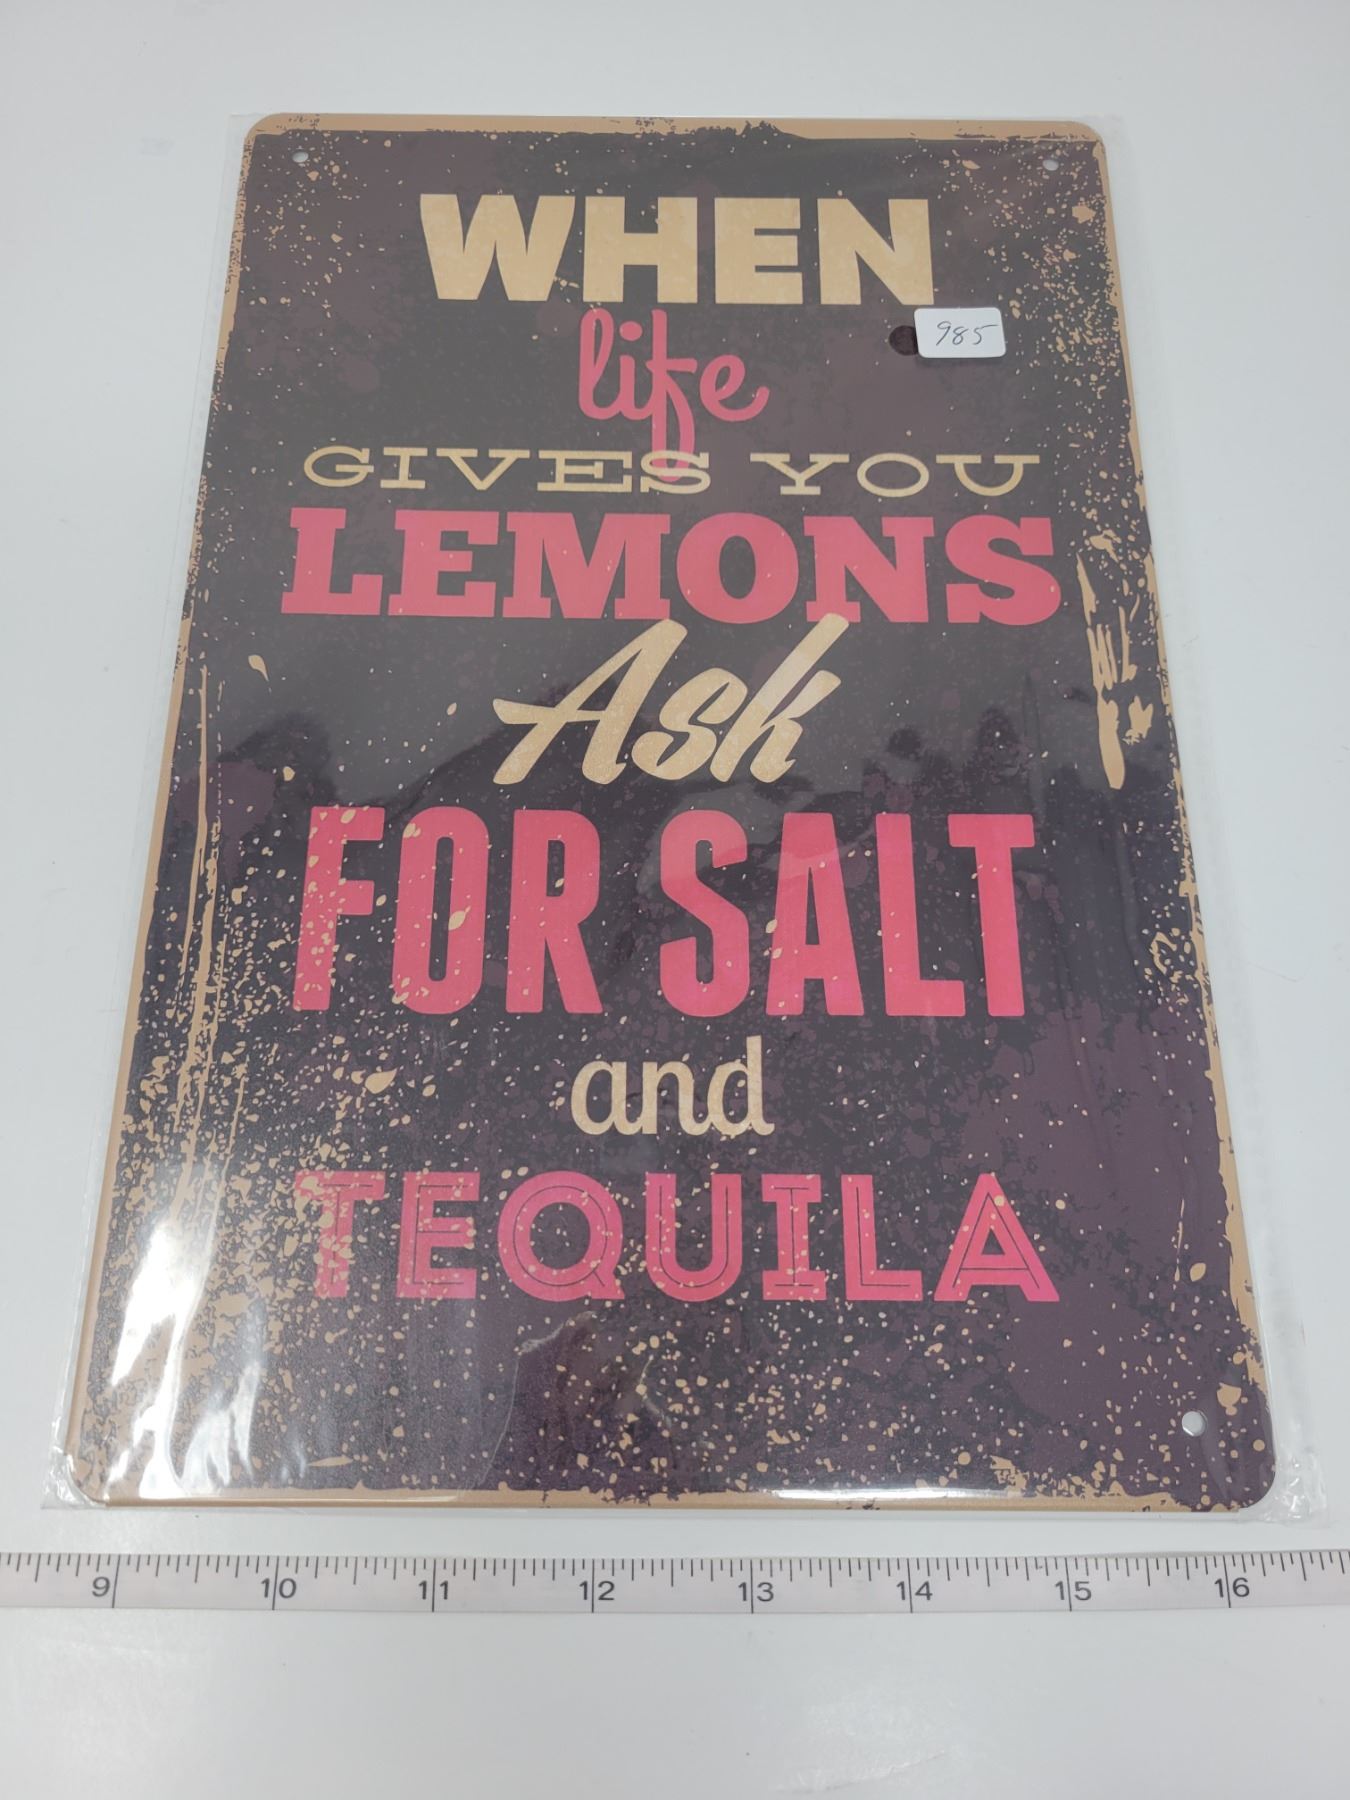 WHEN
985
life
GIVES YOU
LEMONS
Ask
FOR SALT
and
TEQUILA
9 10 11 12 13 14 15 16